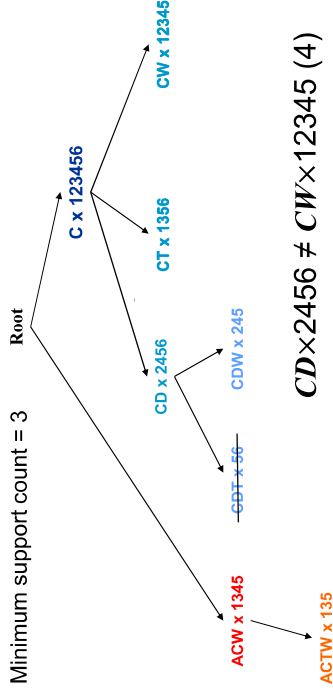 Minimum support count = 3
Root
C x 123456
CD x 2456
CT x 1356
CW x 12345
ACW x 1345
CDT x 56
CDW x 245
ACTW x 135
CD×2456 ≠ CW×12345 (4)